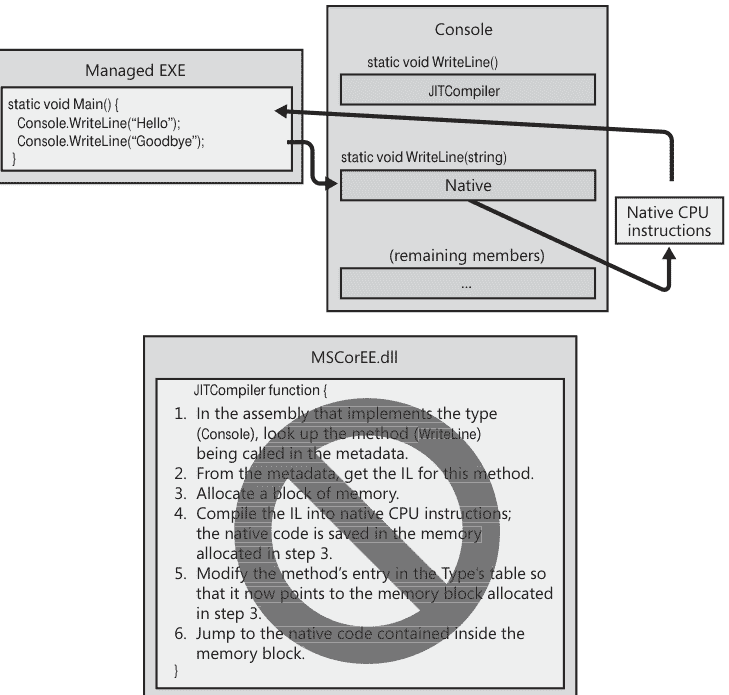 Console
static void WriteLine()
JITCompiler
Managed EXE
static void Main() {
Console.WriteLine(“Hello”);
Console.WriteLine(“Goodbye”);
}
static void WriteLine(string)
Native
Native CPU
instructions
(remaining members)
...
MSCorEE.dll
JITCompiler function {
1. In the assembly that implements the type
(Console), look up the method (WriteLine)
being called in the metadata.
2. From the metadata, get the IL for this method.
3. Allocate a block of memory.
4. Compile the IL into native CPU instructions;
the native code is saved in the memory
allocated in step 3.
5. Modify the method’s entry in the Type’s table so
that it now points to the memory block allocated
in step 3.
6. Jump to the native code contained inside the
memory block.
}